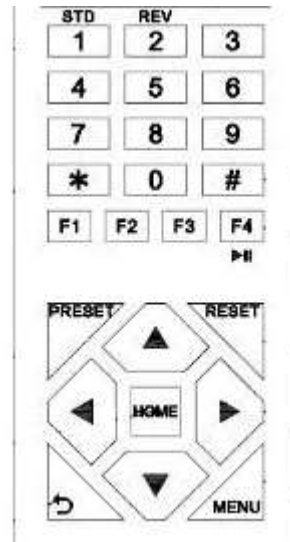 STD REV
1 2 3
4 5 6
7 8 9
* 0 #
F1 F2 F3 F4
PRESET RESET
HOME
MENU